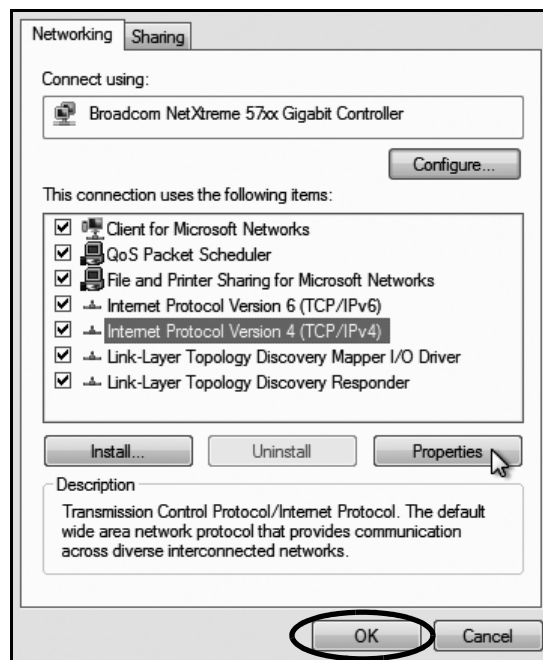 Networking Sharing
Connect using:
Broadcom NetXtreme 57xx Gigabit Controller
Configure...
This connection uses the following items:
Client for Microsoft Networks
QoS Packet Scheduler
File and Printer Sharing for Microsoft Networks
Internet Protocol Version 6 (TCP/IPv6)
Internet Protocol Version 4 (TCP/IPv4)
Link-Layer Topology Discovery Mapper I/O Driver
Link-Layer Topology Discovery Responder
Install... Uninstall Properties
Description
Transmission Control Protocol/Internet Protocol. The default
wide area network protocol that provides communication
across diverse interconnected networks.
OK Cancel